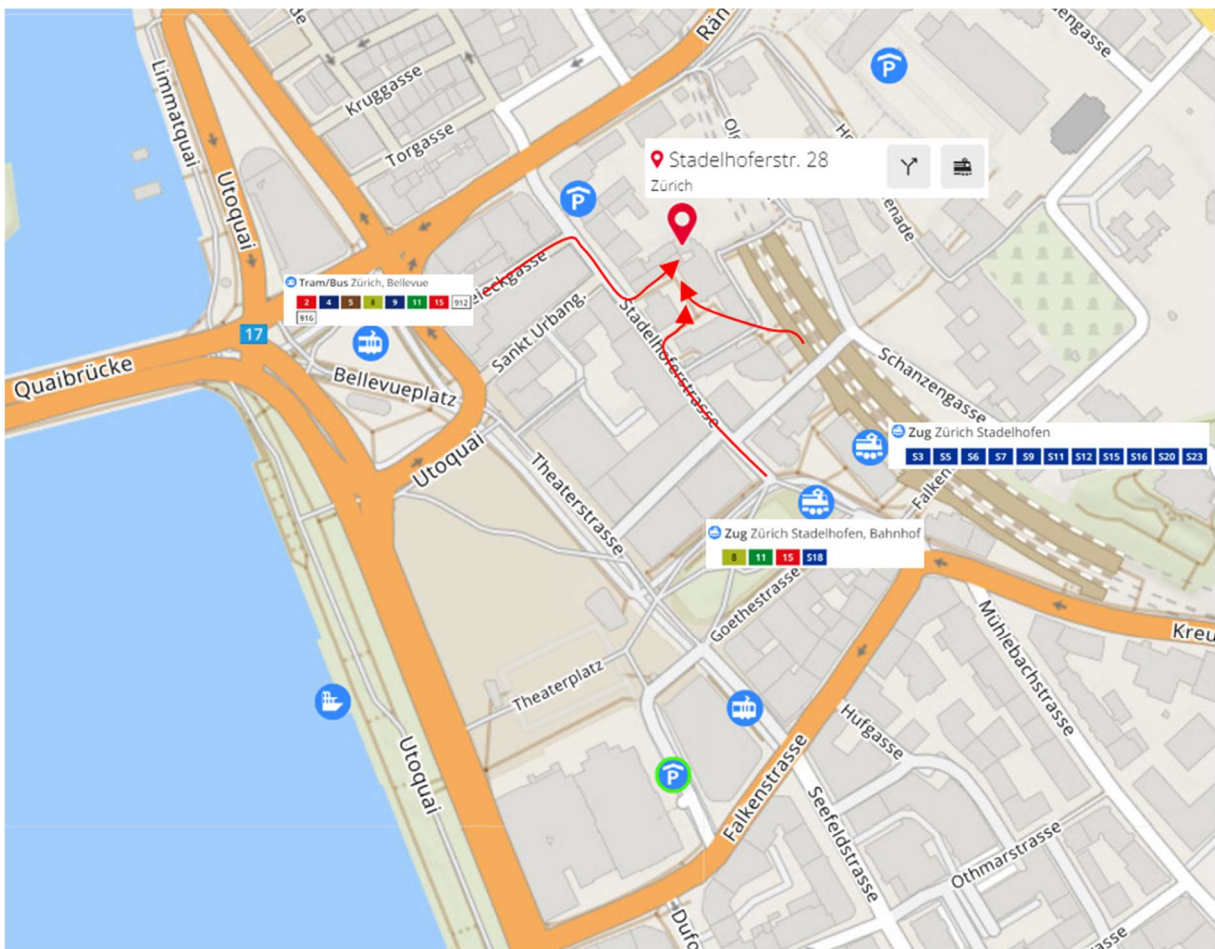 Limmatquai
Kruggasse
Torgasse
Utoquai
Stadelhoferstr. 28
Zürich
Tram/Bus Zürich, Bellevue
2 4 5 8 9 11 15 912
916
17
Quaibrücke
Bellevueplatz
Sankt Urbang.
Stadelhoferstrasse
Schanzengasse
Utoquai
Theaterstrasse
Zug Zürich Stadelhofen
S3 S5 S6 S7 S9 S11 S12 S15 S16 S20 S23
Zug Zürich Stadelhofen, Bahnhof
8 11 15 S18
Goethestrasse
Theaterplatz
Mühlebachstrasse
Kreu
Hufgasse
Utoquai
Falkenstrasse
Seefeldstrasse
Othmarstrasse
Dufo